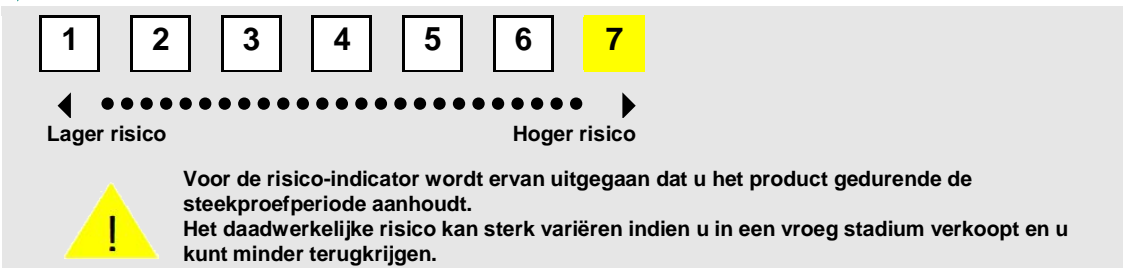 1 2 3 4 5 6 7
Lager risico Hoger risico
Voor de risico-indicator wordt ervan uitgegaan dat u het product gedurende de
steekproefperiode aanhoudt.
Het daadwerkelijke risico kan sterk variëren indien u in een vroeg stadium verkoopt en u
kunt minder terugkrijgen.
!